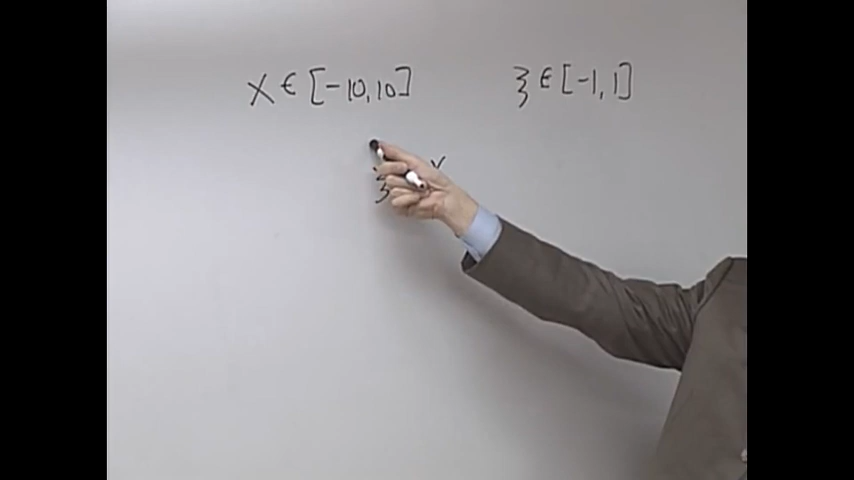 X ∈ [-10,10] ξ ∈ [-1,1]
ξ